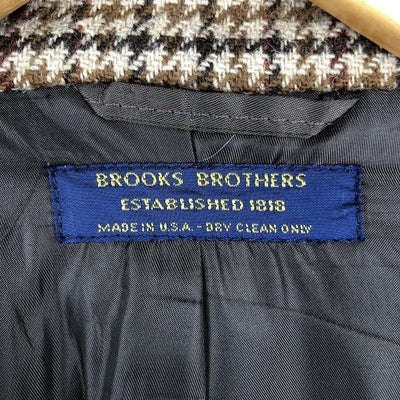 BROOKS BROTHERS
ESTABLISHED 1818
MADE IN U.S.A. - DRY CLEAN ONLY